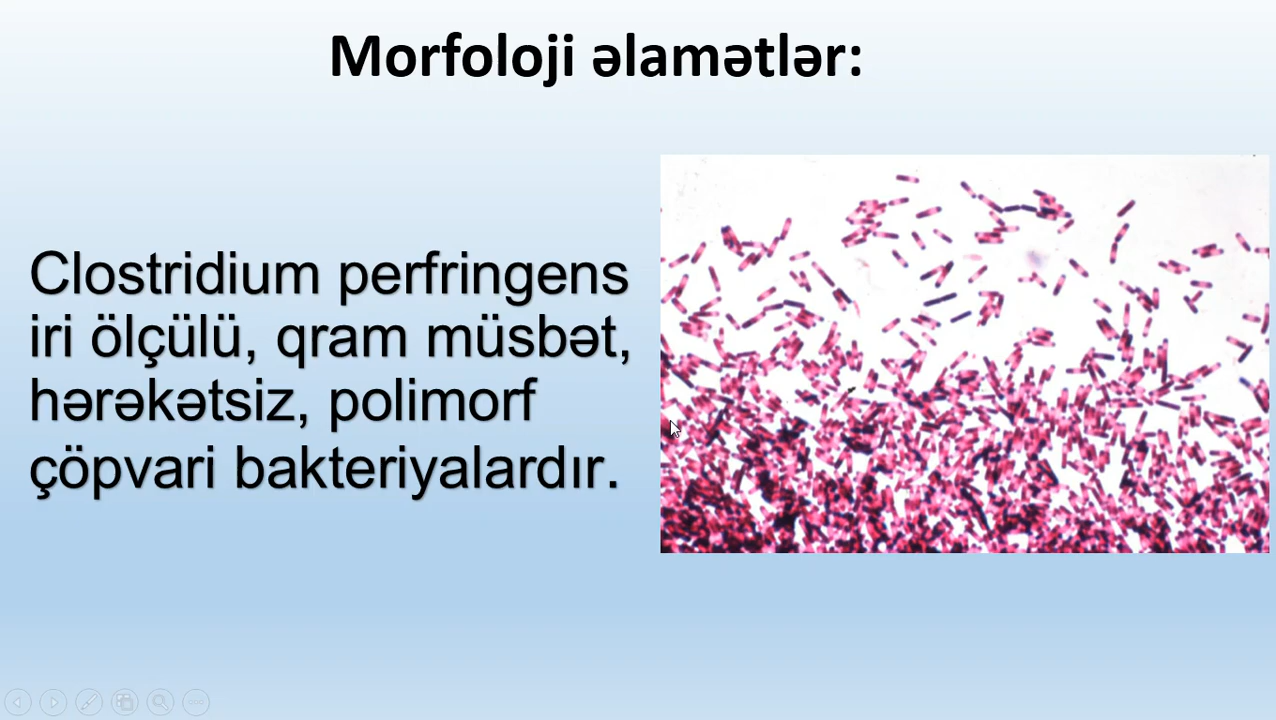 Morfoloji əlamətlər:
Clostridium perfringens
iri ölçülü, qram müsbət,
hərəkətsiz, polimorf
çöpvari bakteriyalardır.